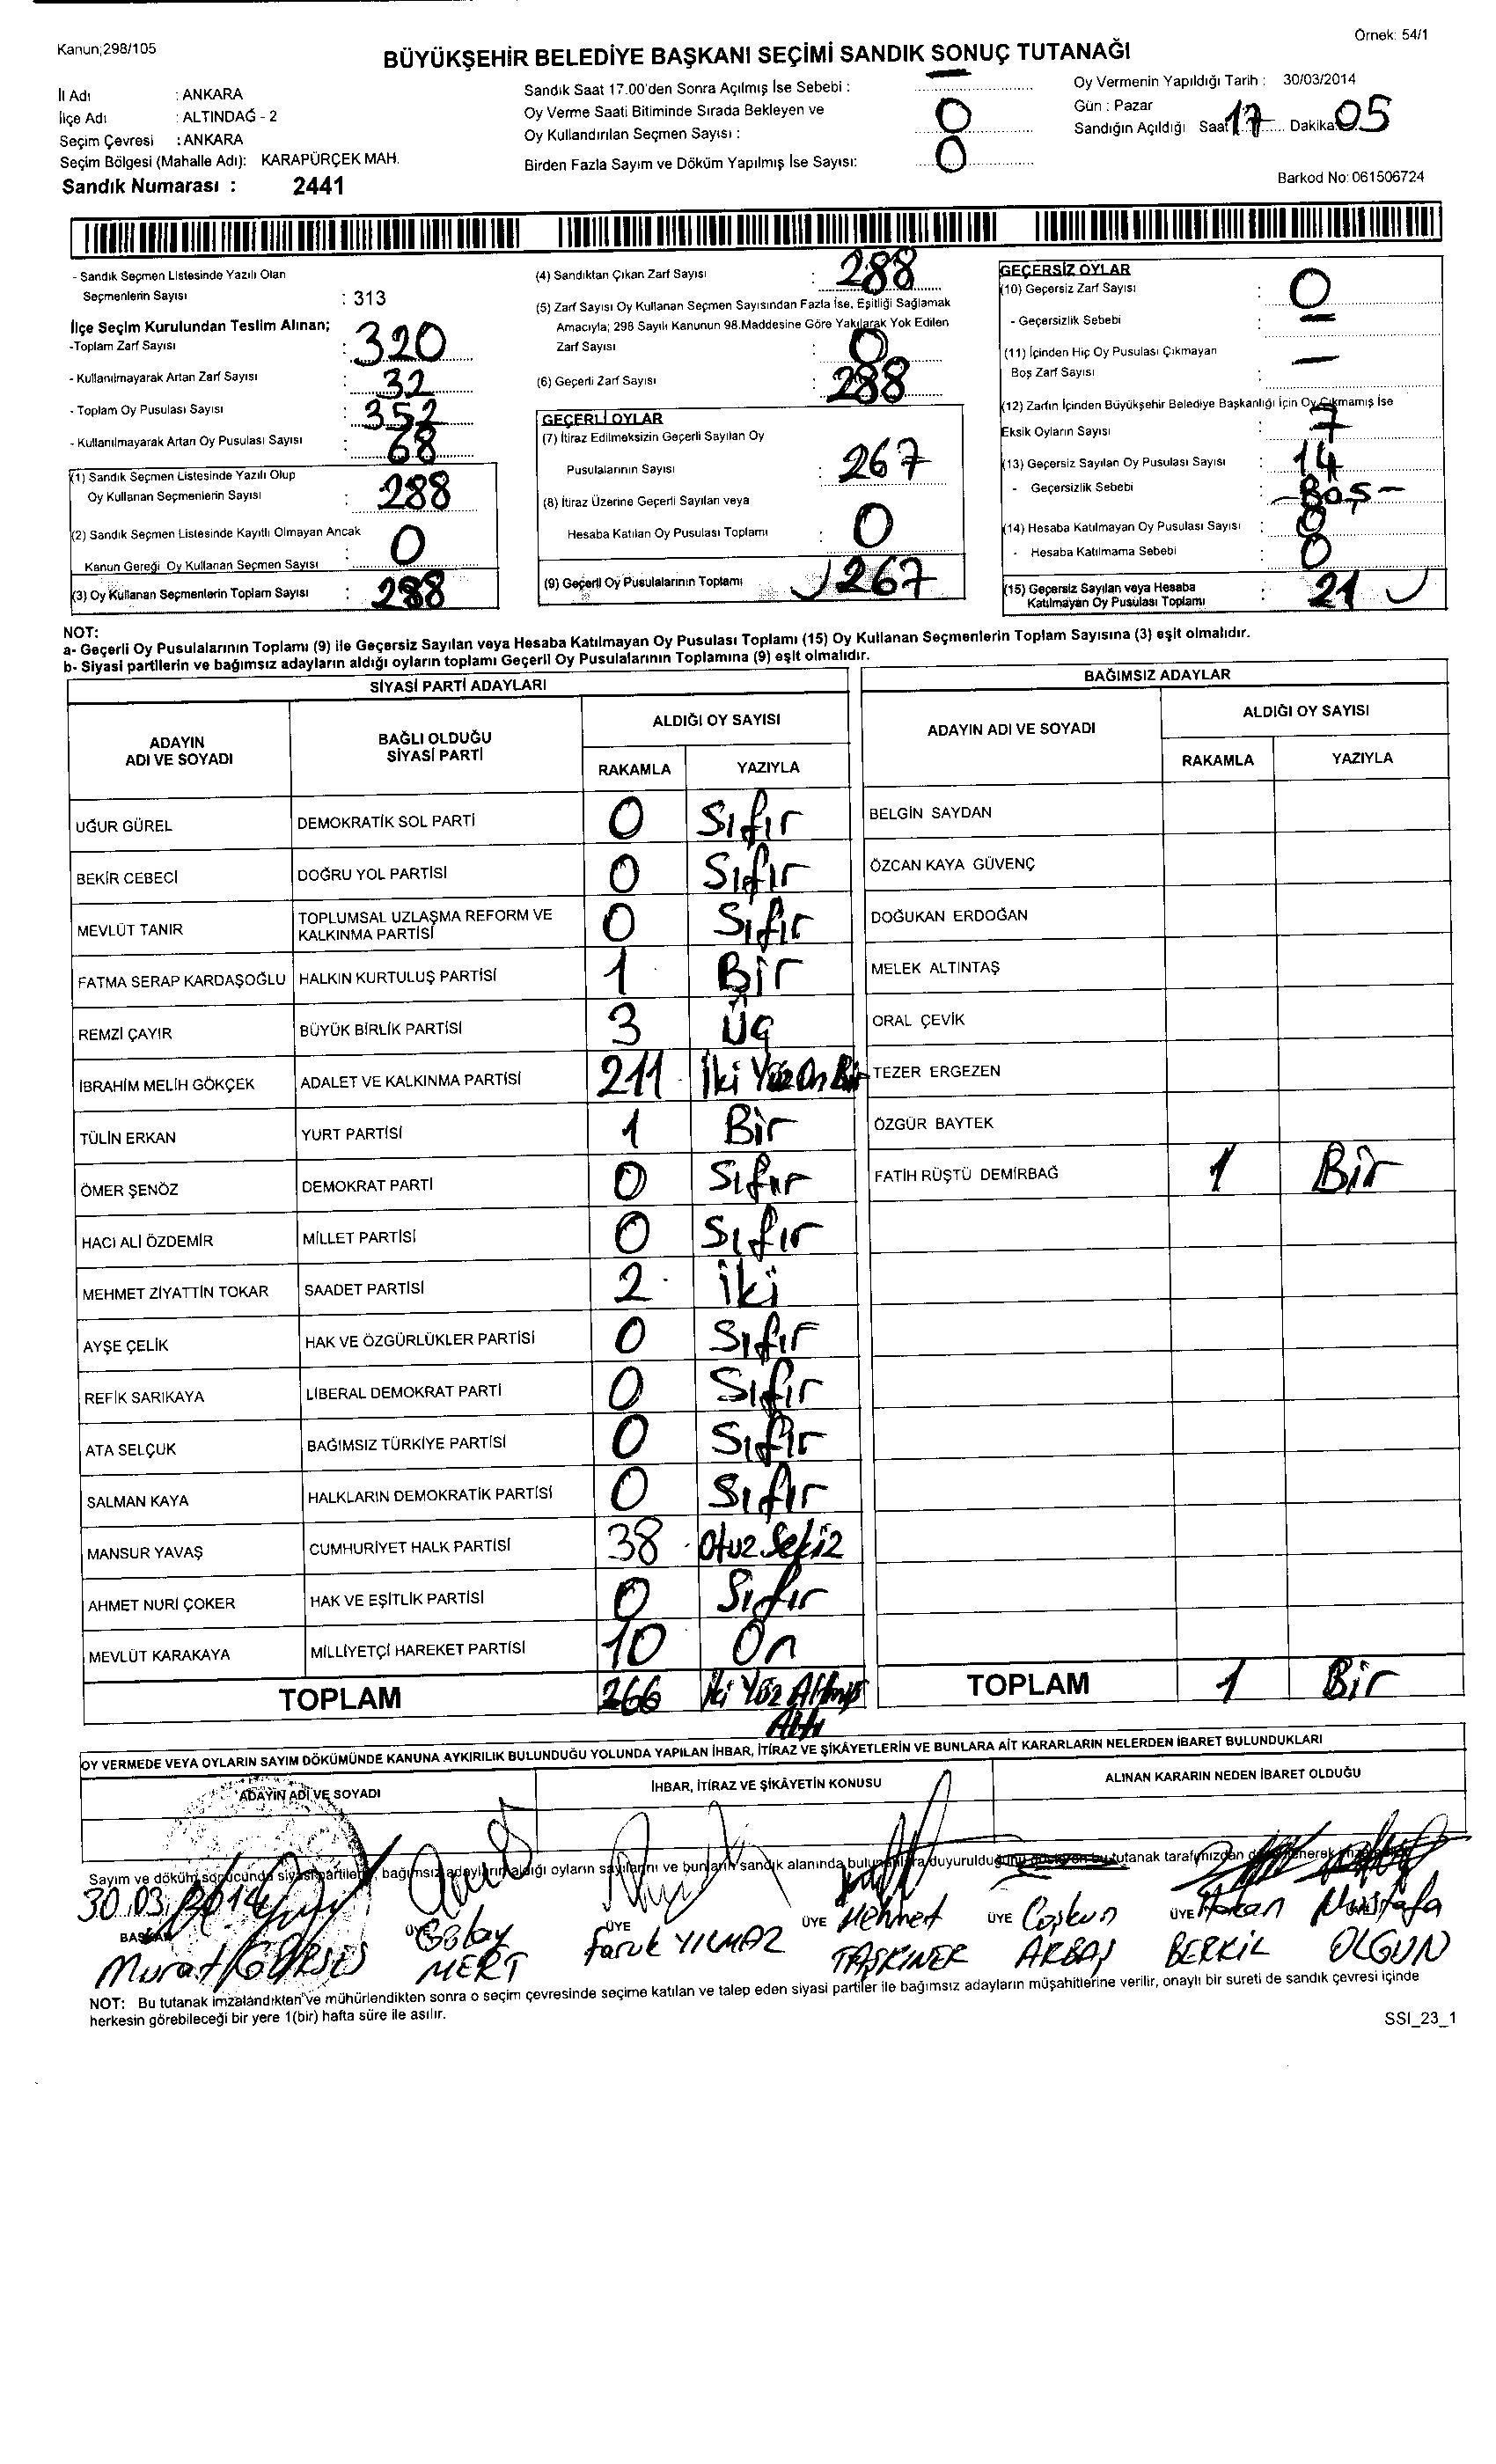 Kanun;298/105
Örnek: 54/1
BÜYÜKŞEHİR BELEDİYE BAŞKANI SEÇİMİ SANDIK SONUÇ TUTANAĞI
İl Adı : ANKARA
İlçe Adı : ALTINDAĞ - 2
Seçim Çevresi : ANKARA
Seçim Bölgesi (Mahalle Adı): KARAPÜRÇEK MAH.
Sandık Numarası : 2441
Sandık Saat 17.00'den Sonra Açılmış İse Sebebi : —
Oy Verme Saati Bitiminde Sırada Bekleyen ve
Oy Kullandırılan Seçmen Sayısı : 0
Birden Fazla Sayım ve Döküm Yapılmış İse Sayısı: 0
Oy Vermenin Yapıldığı Tarih : 30/03/2014
Gün : Pazar
Sandığın Açıldığı Saat 17 Dakika: 05
Barkod No: 061506724
- Sandık Seçmen Listesinde Yazılı Olan
Seçmenlerin Sayısı : 313
İlçe Seçim Kurulundan Teslim Alınan;
-Toplam Zarf Sayısı : 320
- Kullanılmayarak Artan Zarf Sayısı : 32
- Toplam Oy Pusulası Sayısı : 352
- Kullanılmayarak Artan Oy Pusulası Sayısı : 68
(1) Sandık Seçmen Listesinde Yazılı Olup
Oy Kullanan Seçmenlerin Sayısı : 288
(2) Sandık Seçmen Listesinde Kayıtlı Olmayan Ancak
Kanun Gereği Oy Kullanan Seçmen Sayısı : 0
(3) Oy Kullanan Seçmenlerin Toplam Sayısı : 288
(4) Sandıktan Çıkan Zarf Sayısı : 288
(5) Zarf Sayısı Oy Kullanan Seçmen Sayısından Fazla İse, Eşitliği Sağlamak
Amacıyla; 298 Sayılı Kanunun 98.Maddesine Göre Yakılarak Yok Edilen
Zarf Sayısı : 0
(6) Geçerli Zarf Sayısı : 288
GEÇERLİ OYLAR
(7) İtiraz Edilmeksizin Geçerli Sayılan Oy
Pusulalarının Sayısı : 267
(8) İtiraz Üzerine Geçerli Sayılan veya
Hesaba Katılan Oy Pusulası Toplamı : 0
(9) Geçerli Oy Pusulalarının Toplamı : 267
GEÇERSİZ OYLAR
(10) Geçersiz Zarf Sayısı : 0
- Geçersizlik Sebebi : —
(11) İçinden Hiç Oy Pusulası Çıkmayan
Boş Zarf Sayısı : —
(12) Zarfın İçinden Büyükşehir Belediye Başkanlığı İçin Oy Çıkmamış İse
Eksik Oyların Sayısı : 7
(13) Geçersiz Sayılan Oy Pusulası Sayısı : 14
- Geçersizlik Sebebi : -Boş-
(14) Hesaba Katılmayan Oy Pusulası Sayısı : 0
- Hesaba Katılmama Sebebi : 0
(15) Geçersiz Sayılan veya Hesaba
Katılmayan Oy Pusulası Toplamı : 21
NOT:
a- Geçerli Oy Pusulalarının Toplamı (9) ile Geçersiz Sayılan veya Hesaba Katılmayan Oy Pusulası Toplamı (15) Oy Kullanan Seçmenlerin Toplam Sayısına (3) eşit olmalıdır.
b- Siyasi partilerin ve bağımsız adayların aldığı oyların toplamı Geçerli Oy Pusulalarının Toplamına (9) eşit olmalıdır.
SİYASİ PARTİ ADAYLARI
ADAYIN ADI VE SOYADI BAĞLI OLDUĞU SİYASİ PARTİ ALDIĞI OY SAYISI
RAKAMLA YAZIYLA
UĞUR GÜREL DEMOKRATİK SOL PARTİ 0 Sıfır
BEKİR CEBECİ DOĞRU YOL PARTİSİ 0 Sıfır
MEVLÜT TANIR TOPLUMSAL UZLAŞMA REFORM VE KALKINMA PARTİSİ 0 Sıfır
FATMA SERAP KARDAŞOĞLU HALKIN KURTULUŞ PARTİSİ 1 Bir
REMZİ ÇAYIR BÜYÜK BİRLİK PARTİSİ 3 Üç
İBRAHİM MELİH GÖKÇEK ADALET VE KALKINMA PARTİSİ 211 İki Yüz On Bir
TÜLİN ERKAN YURT PARTİSİ 1 Bir
ÖMER ŞENÖZ DEMOKRAT PARTİ 0 Sıfır
HACI ALİ ÖZDEMİR MİLLET PARTİSİ 0 Sıfır
MEHMET ZİYATTİN TOKAR SAADET PARTİSİ 2 İki
AYŞE ÇELİK HAK VE ÖZGÜRLÜKLER PARTİSİ 0 Sıfır
REFİK SARIKAYA LİBERAL DEMOKRAT PARTİ 0 Sıfır
ATA SELÇUK BAĞIMSIZ TÜRKİYE PARTİSİ 0 Sıfır
SALMAN KAYA HALKLARIN DEMOKRATİK PARTİSİ 0 Sıfır
MANSUR YAVAŞ CUMHURİYET HALK PARTİSİ 38 Otuz Sekiz
AHMET NURİ ÇOKER HAK VE EŞİTLİK PARTİSİ 0 Sıfır
MEVLÜT KARAKAYA MİLLİYETÇİ HAREKET PARTİSİ 10 On
TOPLAM 266 İki Yüz Altmış Altı
BAĞIMSIZ ADAYLAR
ADAYIN ADI VE SOYADI ALDIĞI OY SAYISI
RAKAMLA YAZIYLA
BELGİN SAYDAN
ÖZCAN KAYA GÜVENÇ
DOĞUKAN ERDOĞAN
MELEK ALTINTAŞ
ORAL ÇEVİK
TEZER ERGEZEN
ÖZGÜR BAYTEK
FATİH RÜŞTÜ DEMİRBAĞ 1 Bir
TOPLAM 1 Bir
OY VERMEDE VEYA OYLARIN SAYIM DÖKÜMÜNDE KANUNA AYKIRILIK BULUNDUĞU YOLUNDA YAPILAN İHBAR, İTİRAZ VE ŞİKÂYETLERİN VE BUNLARA AİT KARARLARIN NELERDEN İBARET BULUNDUKLARI
ADAYIN ADI VE SOYADI İHBAR, İTİRAZ VE ŞİKÂYETİN KONUSU ALINAN KARARIN NEDEN İBARET OLDUĞU
Sayım ve döküm sonucunda siyasi partilerin, bağımsız adayların aldığı oyların sayılarını ve bunların sandık alanında bulunanlara duyurulduğunu gösteren bu tutanak tarafımızdan
30.03.2014
BAŞKAN ÜYE ÜYE ÜYE ÜYE ÜYE
Murat GÜRSES
MERT
Faruk YILMAZ
Mehmet TAŞKINER
Coşkun ARBAŞ
Hakan BERKİL
Mustafa OLGUN
NOT: Bu tutanak imzalandıktan ve mühürlendikten sonra o seçim çevresinde seçime katılan ve talep eden siyasi partiler ile bağımsız adayların müşahitlerine verilir, onaylı bir sureti de sandık çevresi içinde
herkesin görebileceği bir yere 1(bir) hafta süre ile asılır.
SSI_23_1